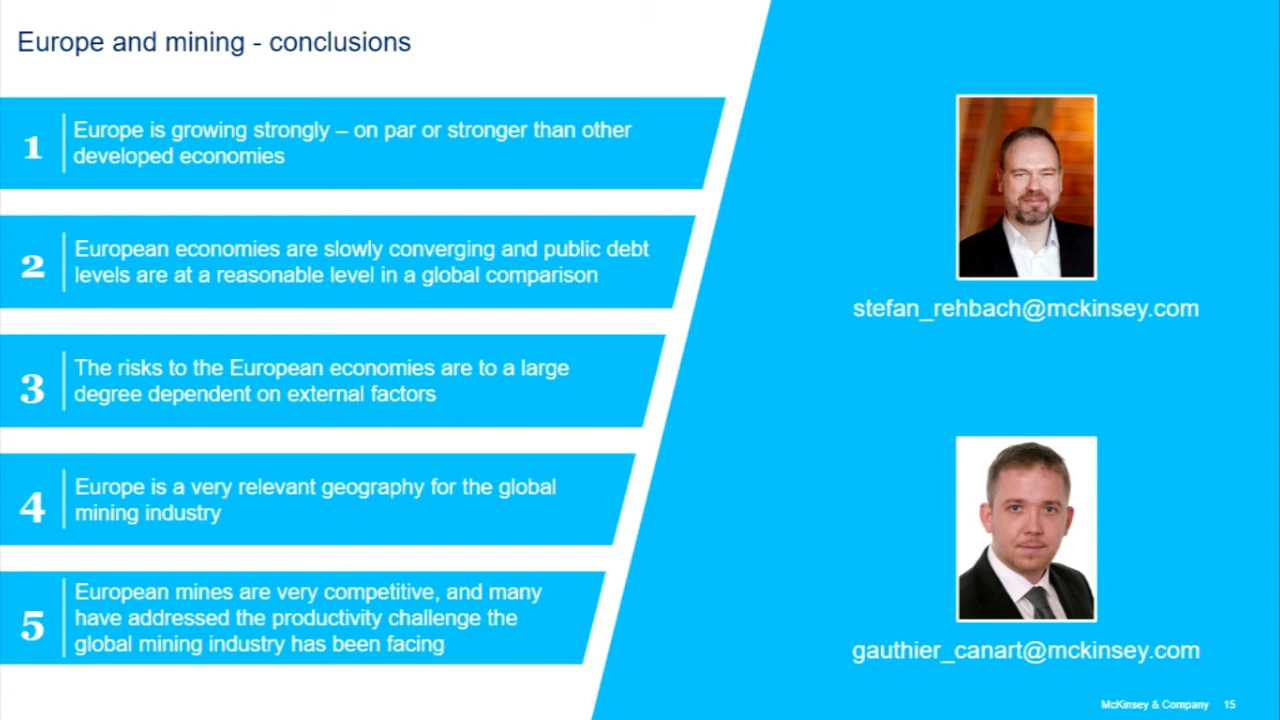 Europe and mining - conclusions
1
Europe is growing strongly – on par or stronger than other
developed economies
2
European economies are slowly converging and public debt
levels are at a reasonable level in a global comparison
3
The risks to the European economies are to a large
degree dependent on external factors
4
Europe is a very relevant geography for the global
mining industry
5
European mines are very competitive, and many
have addressed the productivity challenge the
global mining industry has been facing
stefan_rehbach@mckinsey.com
gauthier_canart@mckinsey.com
McKinsey & Company 15